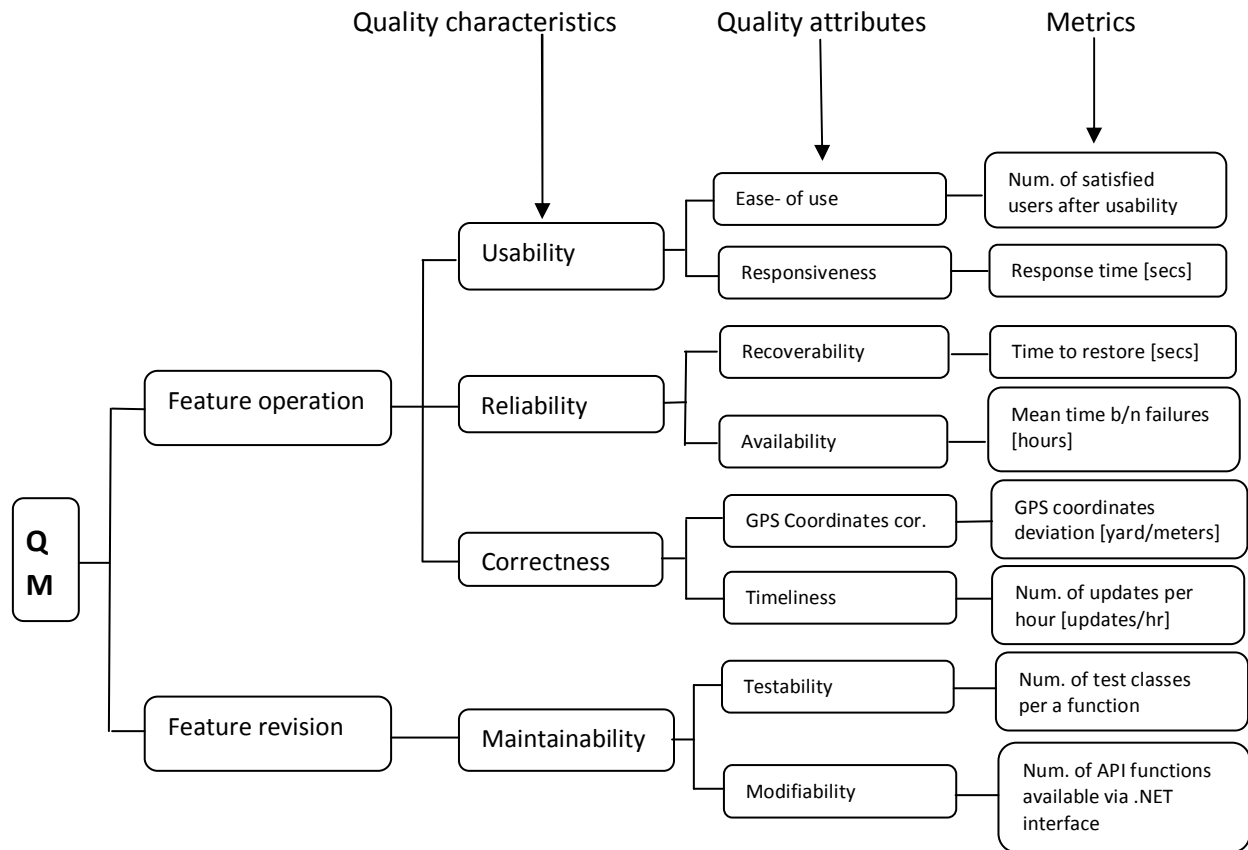 Quality characteristics
Quality attributes
Metrics
Ease- of use
Num. of satisfied
users after usability
Usability
Responsiveness
Response time [secs]
Recoverability
Time to restore [secs]
Feature operation
Reliability
Availability
Mean time b/n failures
[hours]
GPS Coordinates cor.
GPS coordinates
deviation [yard/meters]
Q
M
Correctness
Timeliness
Num. of updates per
hour [updates/hr]
Testability
Num. of test classes
per a function
Feature revision
Maintainability
Modifiability
Num. of API functions
available via .NET
interface